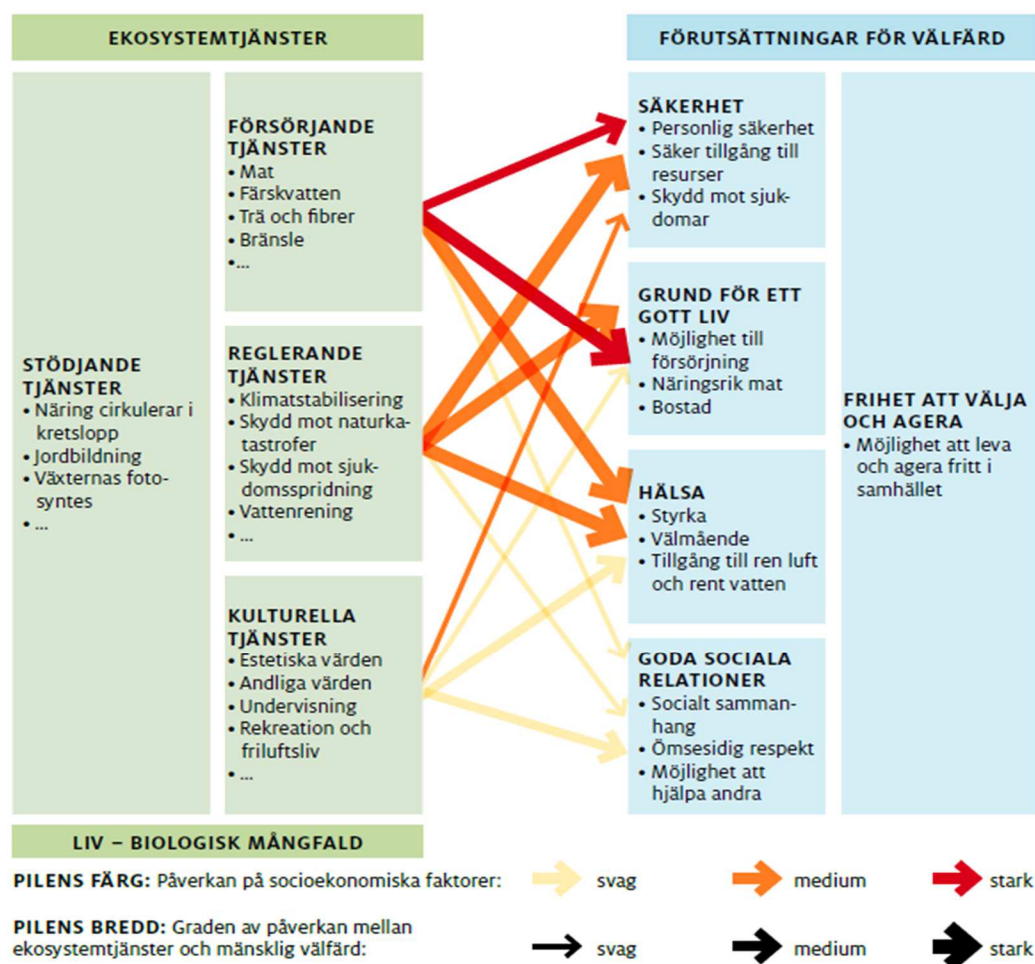 EKOSYSTEMTJÄNSTER
STÖDJANDE
TJÄNSTER
• Näring cirkulerar i
kretslopp
• Jordbildning
• Växternas foto-
syntes
• ...
FÖRSÖRJANDE
TJÄNSTER
• Mat
• Färskvatten
• Trä och fibrer
• Bränsle
• ...
REGLERANDE
TJÄNSTER
• Klimatstabilisering
• Skydd mot naturka-
tastrofer
• Skydd mot sjuk-
domsspridning
• Vattenrening
• ...
KULTURELLA
TJÄNSTER
• Estetiska värden
• Andliga värden
• Undervisning
• Rekreation och
friluftsliv
• ...
LIV – BIOLOGISK MÅNGFALD
FÖRUTSÄTTNINGAR FÖR VÄLFÄRD
SÄKERHET
• Personlig säkerhet
• Säker tillgång till
resurser
• Skydd mot sjuk-
domar
GRUND FÖR ETT
GOTT LIV
• Möjlighet till
försörjning
• Näringsrik mat
• Bostad
HÄLSA
• Styrka
• Välmående
• Tillgång till ren luft
och rent vatten
GODA SOCIALA
RELATIONER
• Socialt samman-
hang
• Ömsesidig respekt
• Möjlighet att
hjälpa andra
FRIHET ATT VÄLJA
OCH AGERA
• Möjlighet att leva
och agera fritt i
samhället
PILENS FÄRG: Påverkan på socioekonomiska faktorer: svag medium stark
PILENS BREDD: Graden av påverkan mellan
ekosystemtjänster och mänsklig välfärd: svag medium stark